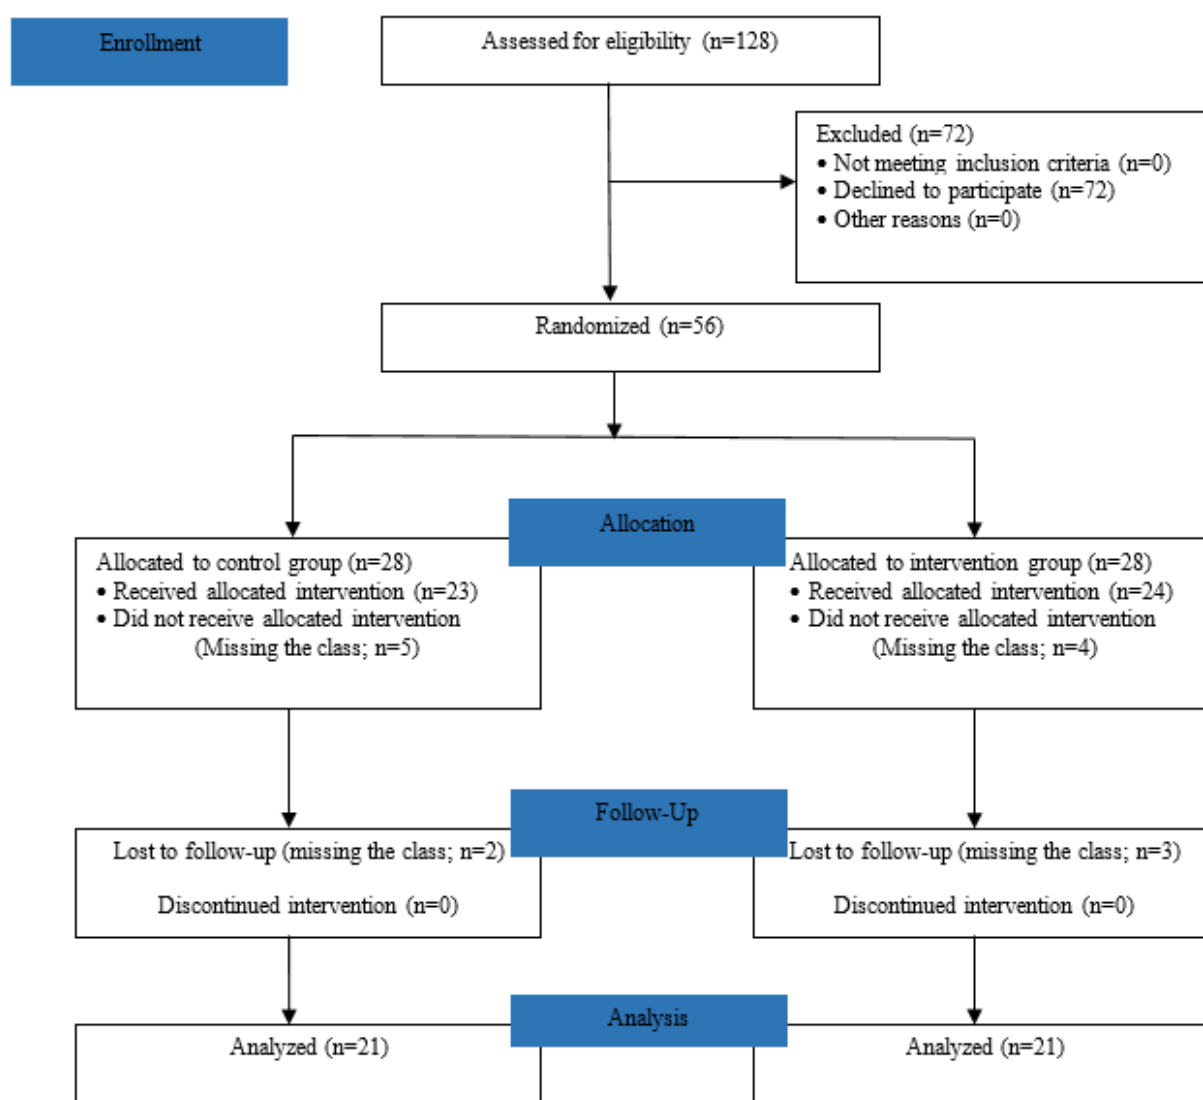 Enrollment
Assessed for eligibility (n=128)
Excluded (n=72)
• Not meeting inclusion criteria (n=0)
• Declined to participate (n=72)
• Other reasons (n=0)
Randomized (n=56)
Allocation
Allocated to control group (n=28)
• Received allocated intervention (n=23)
• Did not receive allocated intervention
(Missing the class; n=5)
Allocated to intervention group (n=28)
• Received allocated intervention (n=24)
• Did not receive allocated intervention
(Missing the class; n=4)
Follow-Up
Lost to follow-up (missing the class; n=2)
Discontinued intervention (n=0)
Lost to follow-up (missing the class; n=3)
Discontinued intervention (n=0)
Analysis
Analyzed (n=21)
Analyzed (n=21)